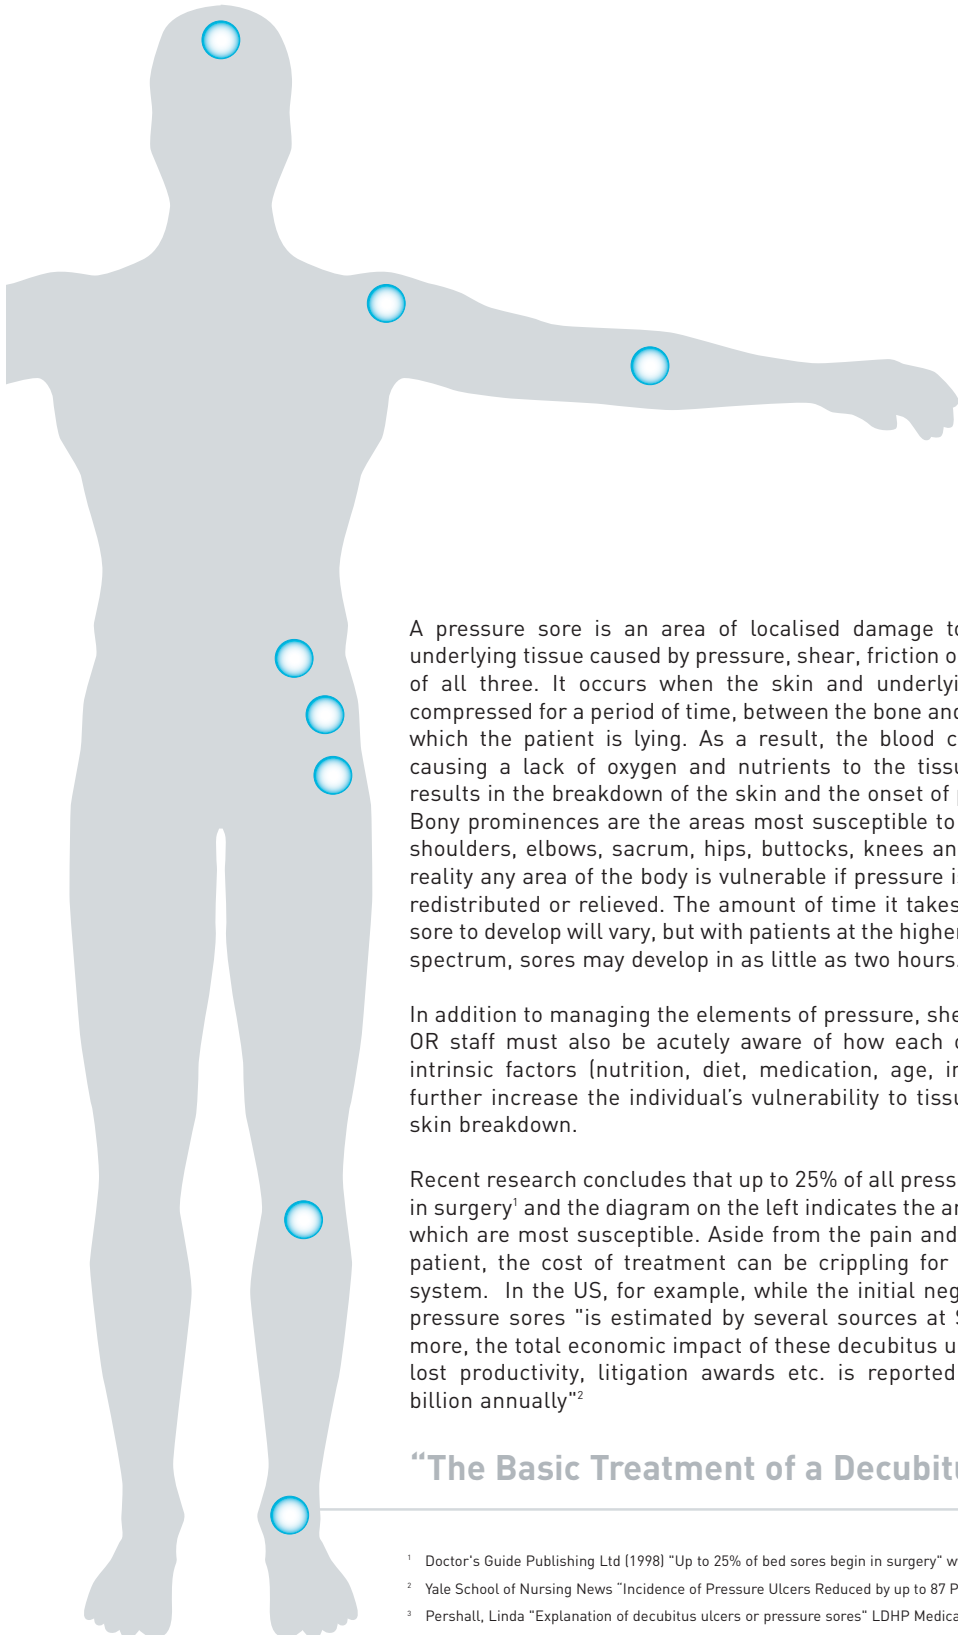 A pressure sore is an area of localised damage to
underlying tissue caused by pressure, shear, friction o
of all three. It occurs when the skin and underlyi
compressed for a period of time, between the bone and
which the patient is lying. As a result, the blood c
causing a lack of oxygen and nutrients to the tissu
results in the breakdown of the skin and the onset of p
Bony prominences are the areas most susceptible to
shoulders, elbows, sacrum, hips, buttocks, knees an
reality any area of the body is vulnerable if pressure is
redistributed or relieved. The amount of time it takes
sore to develop will vary, but with patients at the higher
spectrum, sores may develop in as little as two hours.
In addition to managing the elements of pressure, she
OR staff must also be acutely aware of how each o
intrinsic factors (nutrition, diet, medication, age, in
further increase the individual's vulnerability to tissu
skin breakdown.
Recent research concludes that up to 25% of all press
in surgery¹ and the diagram on the left indicates the ar
which are most susceptible. Aside from the pain and
patient, the cost of treatment can be crippling for
system. In the US, for example, while the initial neg
pressure sores "is estimated by several sources at $
more, the total economic impact of these decubitus u
lost productivity, litigation awards etc. is reported
billion annually"²
“The Basic Treatment of a Decubitu
¹ Doctor's Guide Publishing Ltd (1998) "Up to 25% of bed sores begin in surgery" w
² Yale School of Nursing News "Incidence of Pressure Ulcers Reduced by up to 87 P
³ Pershall, Linda "Explanation of decubitus ulcers or pressure sores" LDHP Medica